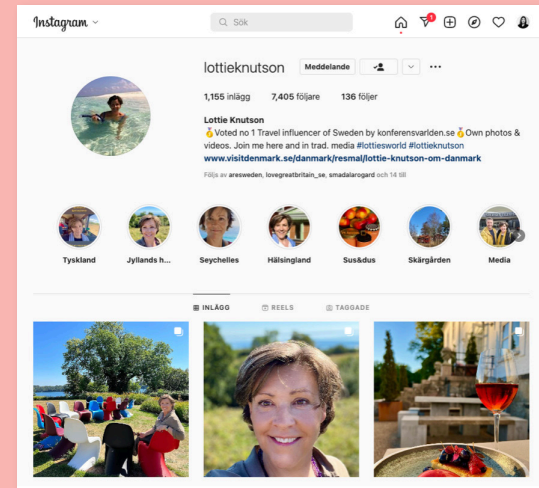 Instagram
Sök
1
lottieknutson Meddelande
1,155 inlägg 7,405 följare 136 följer
Lottie Knutson
🥇Voted no 1 Travel influencer of Sweden by konferensvarlden.se🥇Own photos &
videos. Join me here and in trad. media #lottiesworld #lottieknutson
www.visitdenmark.se/danmark/resmal/lottie-knutson-om-danmark
Följs av aresweden, lovegreatbritain_se, smadalarogard och 14 till
Tyskland Jyllands h... Seychelles Hälsingland Sus&dus Skärgården Media
INLÄGG REELS TAGGADE